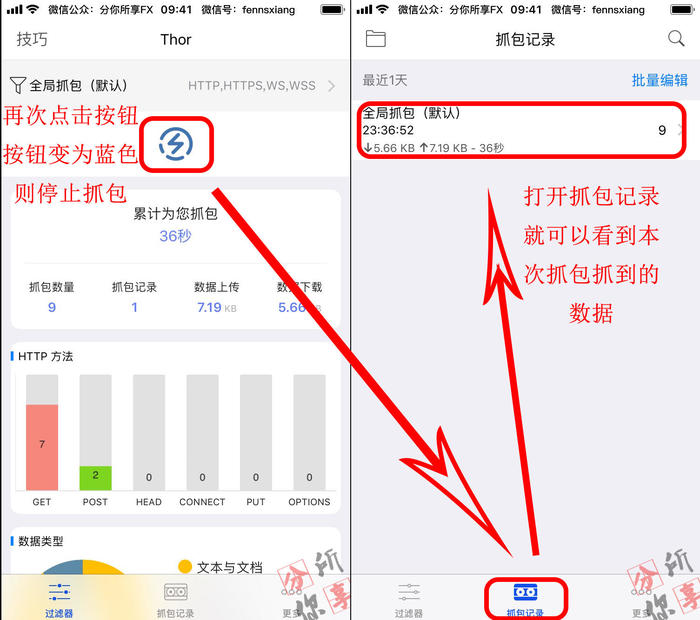 微信公众：分你所享FX 09:41 微信号：fennsxiang
技巧 Thor
全局抓包（默认） HTTP,HTTPS,WS,WSS
再次点击按钮
按钮变为蓝色
则停止抓包
累计为您抓包
36秒
抓包数量 抓包记录 数据上传 数据下载
9 1 7.19 KB 5.66
HTTP 方法
7 2 0 0 0 0
GET POST HEAD CONNECT PUT OPTIONS
数据类型
文本与文档
过滤器 抓包记录 更多
分所你享
微信公众：分你所享FX 09:41 微信号：fennsxiang
抓包记录
最近1天 批量编辑
全局抓包（默认）
23:36:52 9
↓5.66 KB ↑7.19 KB - 36秒
打开抓包记录
就可以看到本
次抓包抓到的
数据
过滤器 抓包记录 更多
分所你享